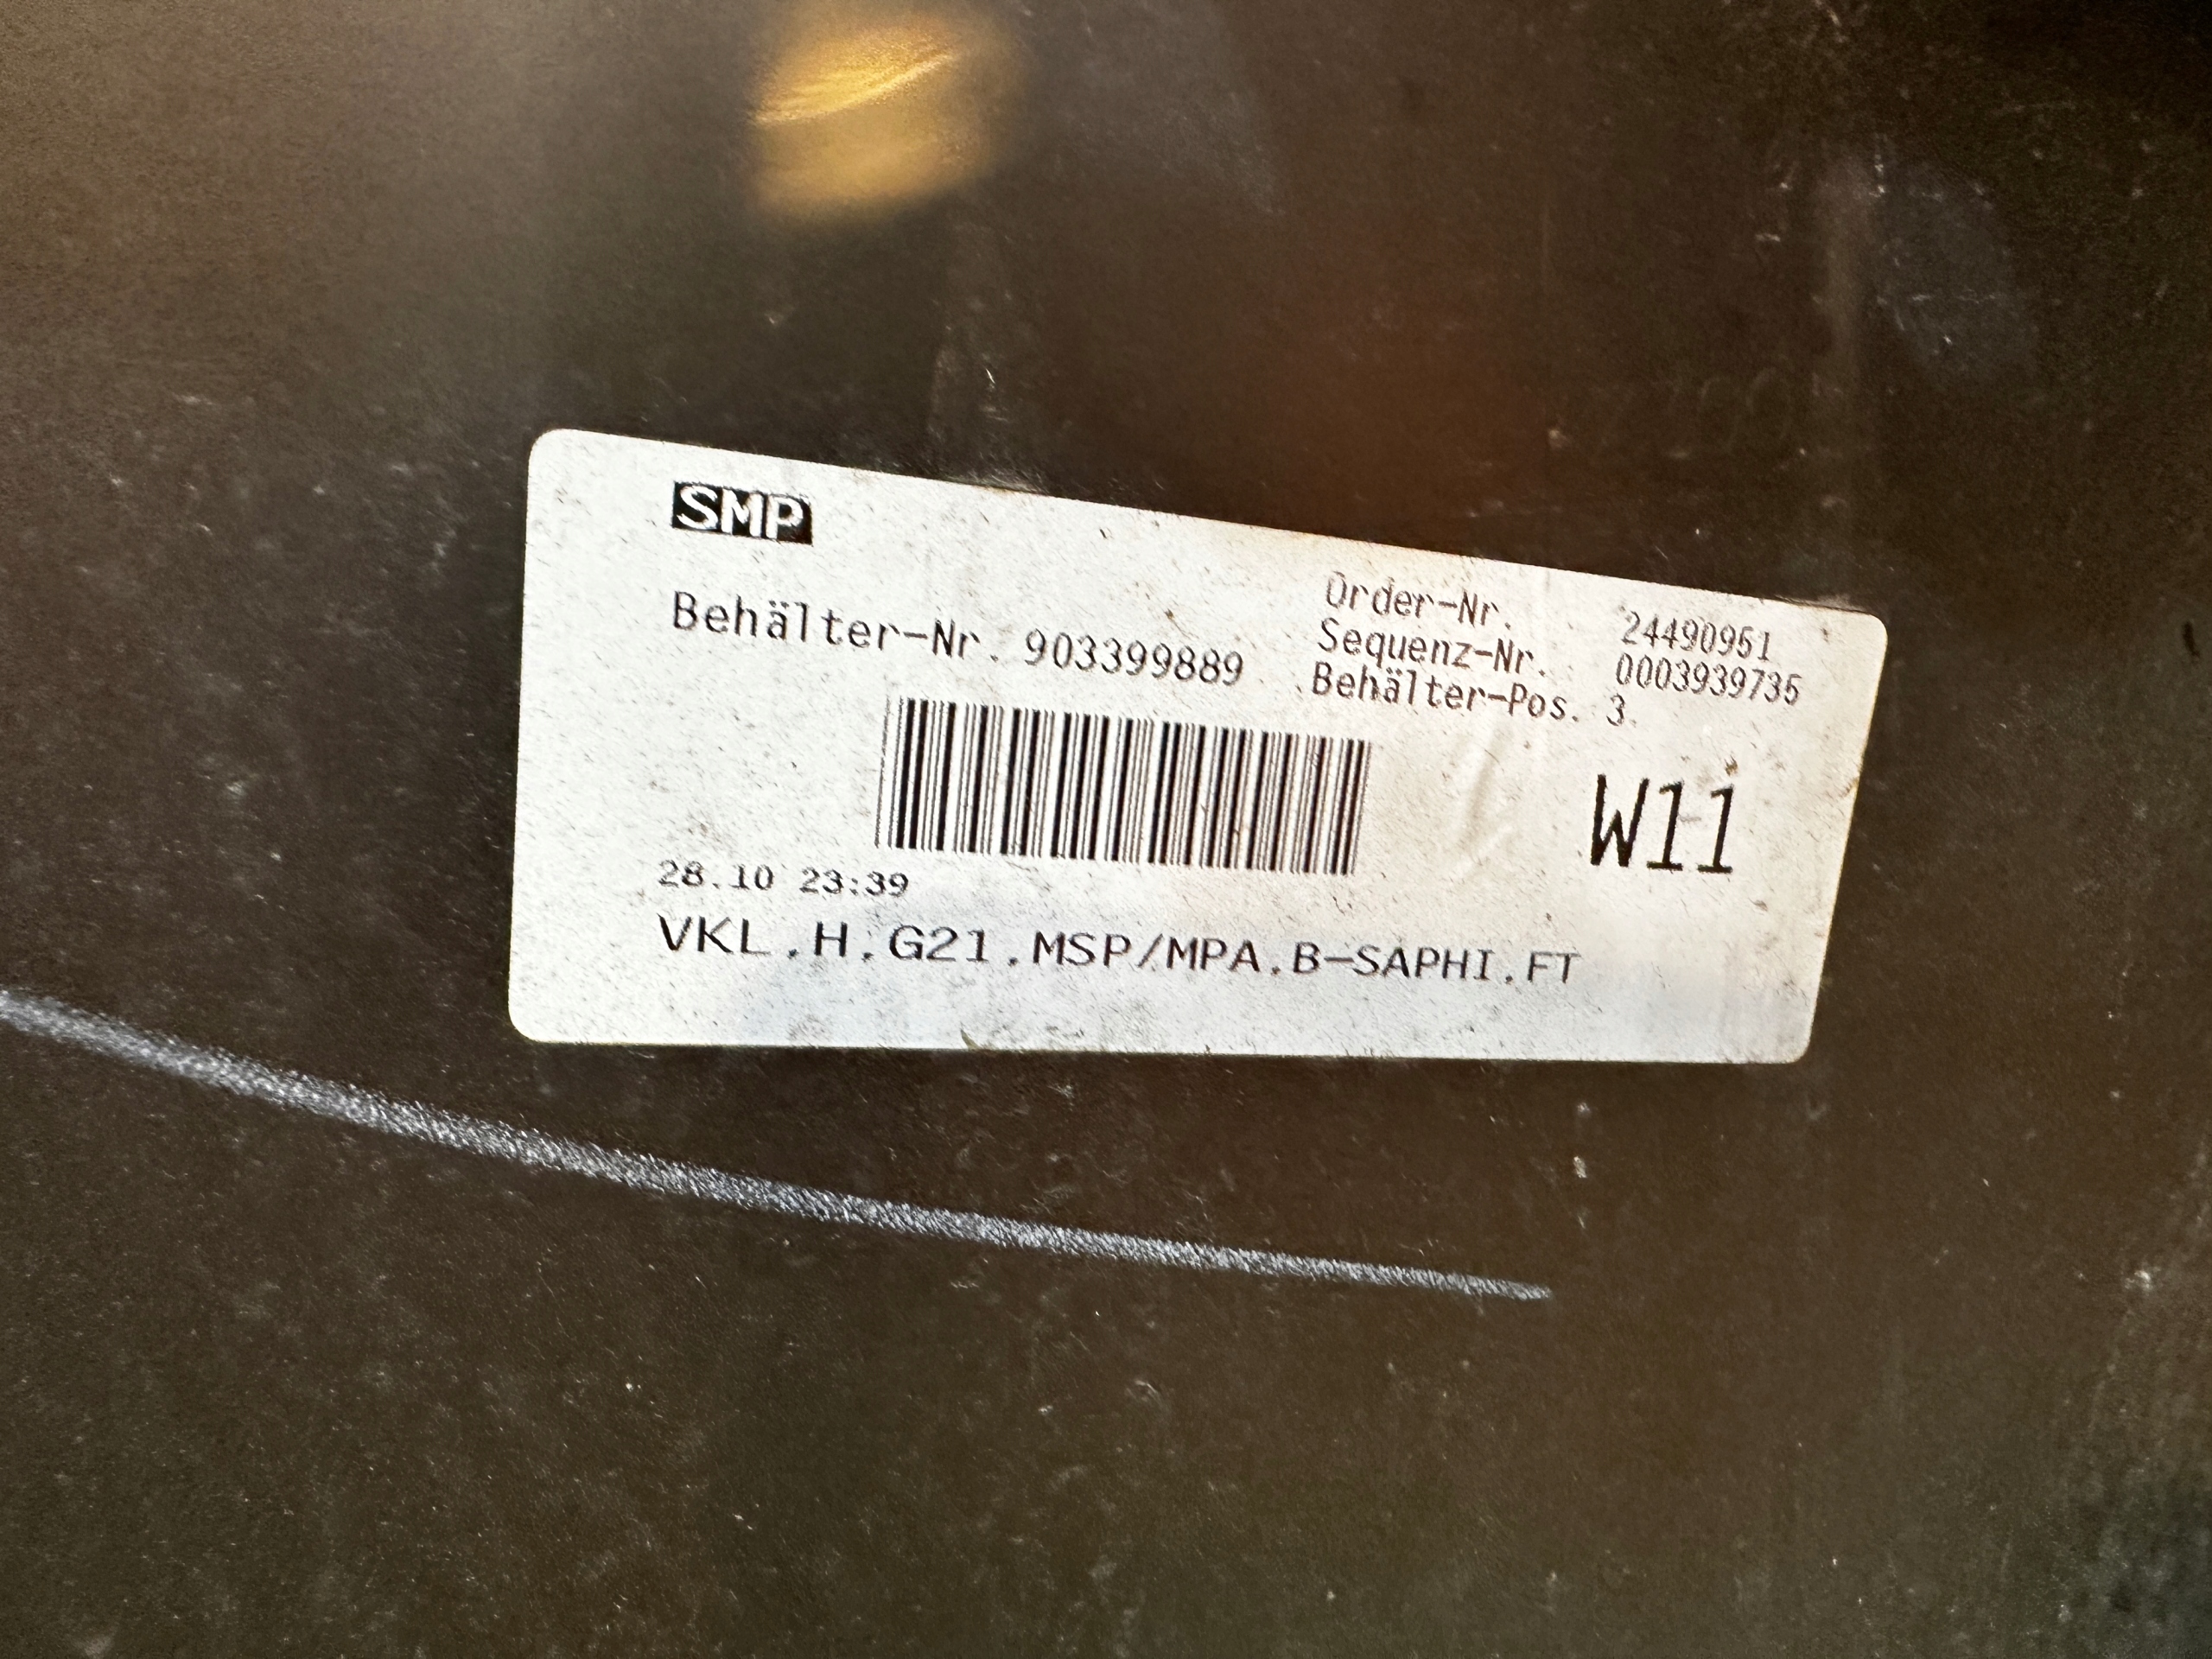 SMP
Behälter-Nr. 903399889
Order-Nr. 24490951
Sequenz-Nr. 0003939735
Behälter-Pos. 3
W11
28.10 23:39
VKL.H.G21.MSP/MPA.B-SAPHI.FT